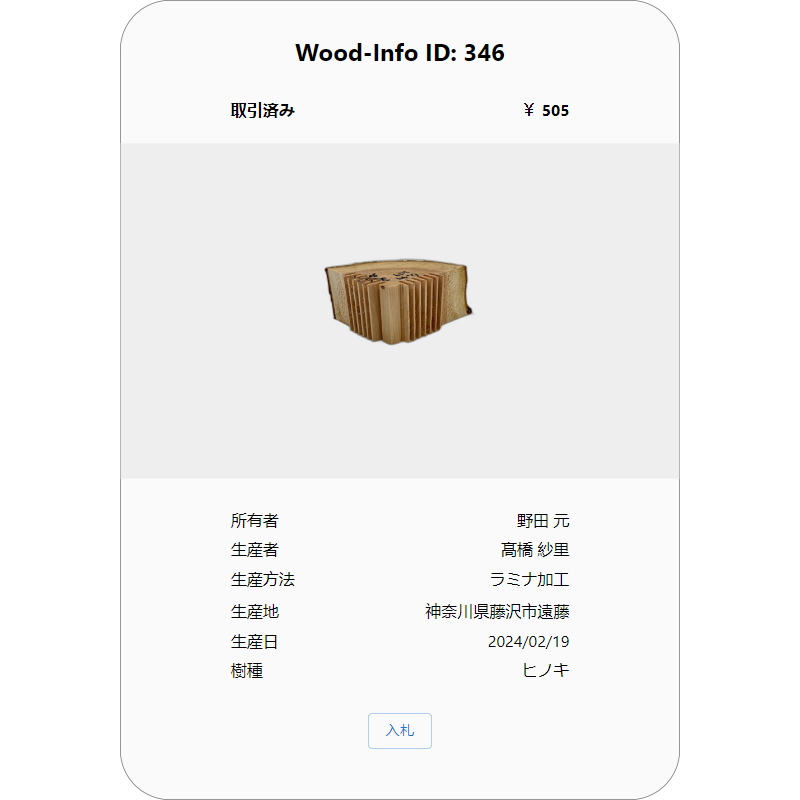 Wood-Info ID: 346
取引済み ¥ 505
所有者 野田 元
生産者 髙橋 紗里
生産方法 ラミナ加工
生産地 神奈川県藤沢市遠藤
生産日 2024/02/19
樹種 ヒノキ
入札